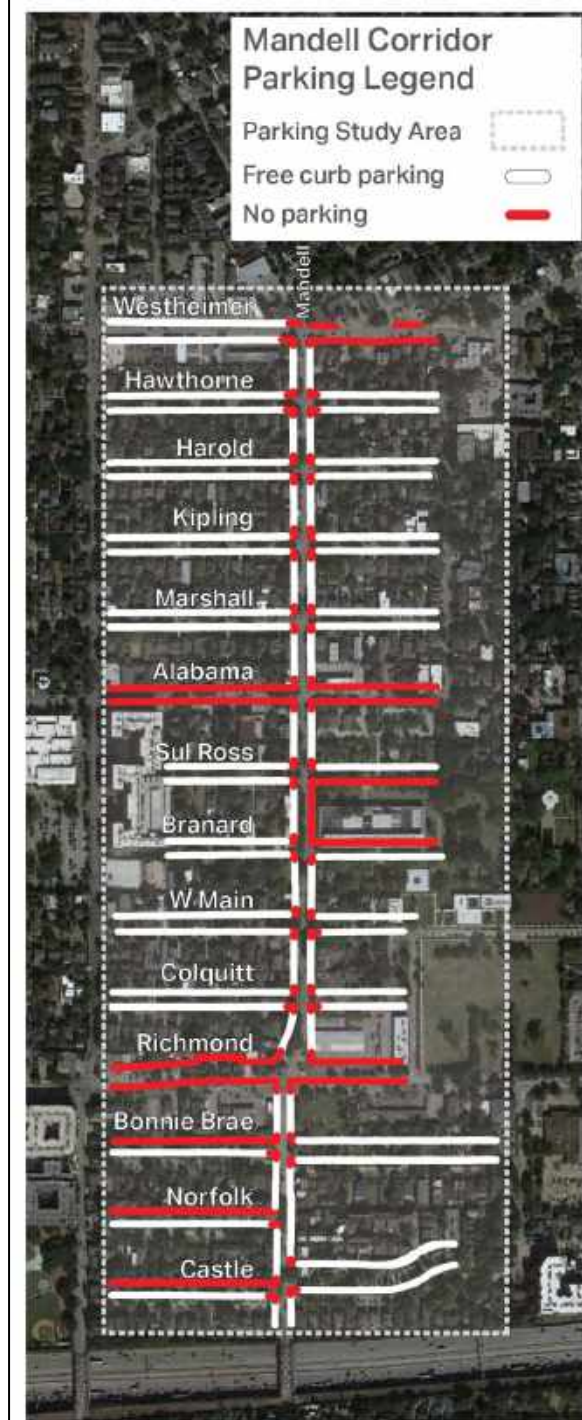 Mandell Corridor
Parking Legend
Parking Study Area
Free curb parking
No parking
Mandell
Westheimer
Hawthorne
Harold
Kipling
Marshall
Alabama
Sul Ross
Branard
W Main
Colquitt
Richmond
Bonnie Brae
Norfolk
Castle